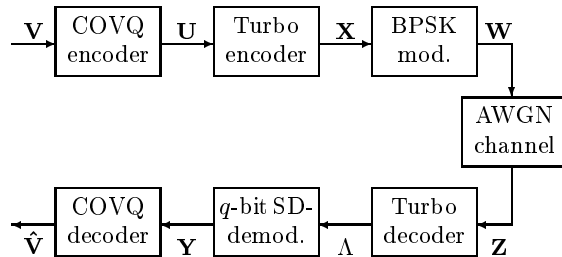 V
COVQ
encoder
U
Turbo
encoder
X
BPSK
mod.
W
AWGN
channel
V̂
COVQ
decoder
Y
q-bit SD-
demod.
Λ
Turbo
decoder
Z